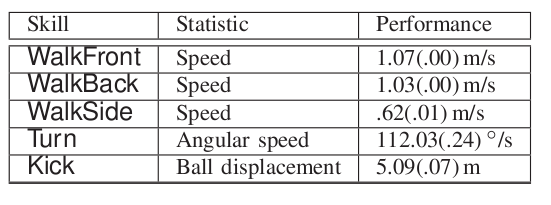 Skill Statistic Performance
WalkFront Speed 1.07(.00) m/s
WalkBack Speed 1.03(.00) m/s
WalkSide Speed .62(.01) m/s
Turn Angular speed 112.03(.24) °/s
Kick Ball displacement 5.09(.07) m